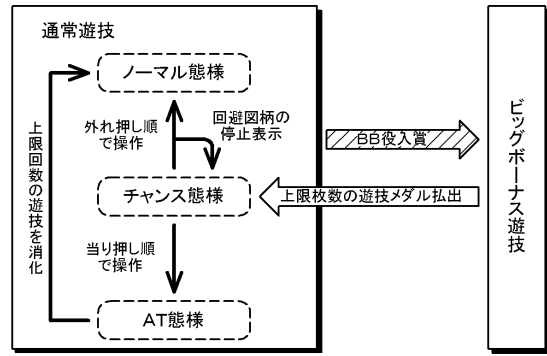 通常遊技
ノーマル態様
外れ押し順
で操作
回避図柄の
停止表示
チャンス態様
当り押し順
で操作
AT態様
上限回数の遊技を消化
BB役入賞
上限枚数の遊技メダル払出
ビッグボーナス遊技